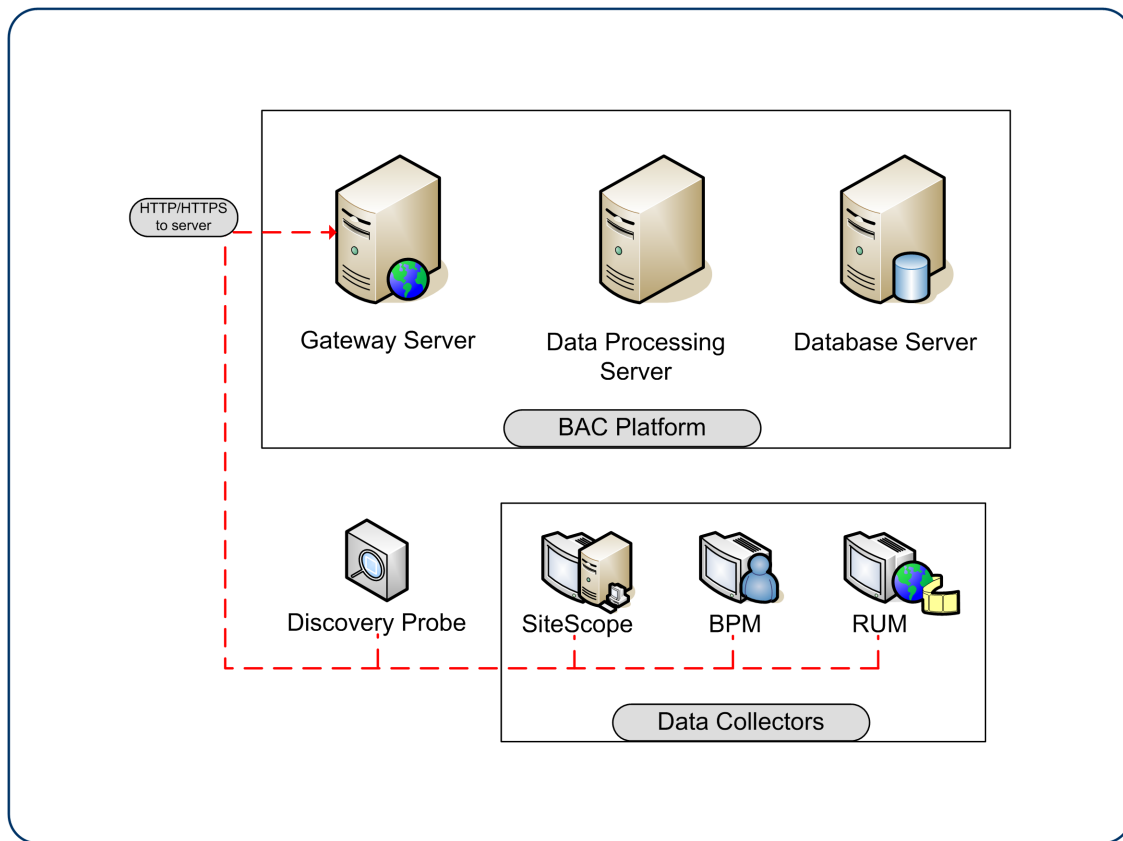 HTTP/HTTPS
to server
Gateway Server
Data Processing
Server
Database Server
BAC Platform
Discovery Probe
SiteScope
BPM
RUM
Data Collectors